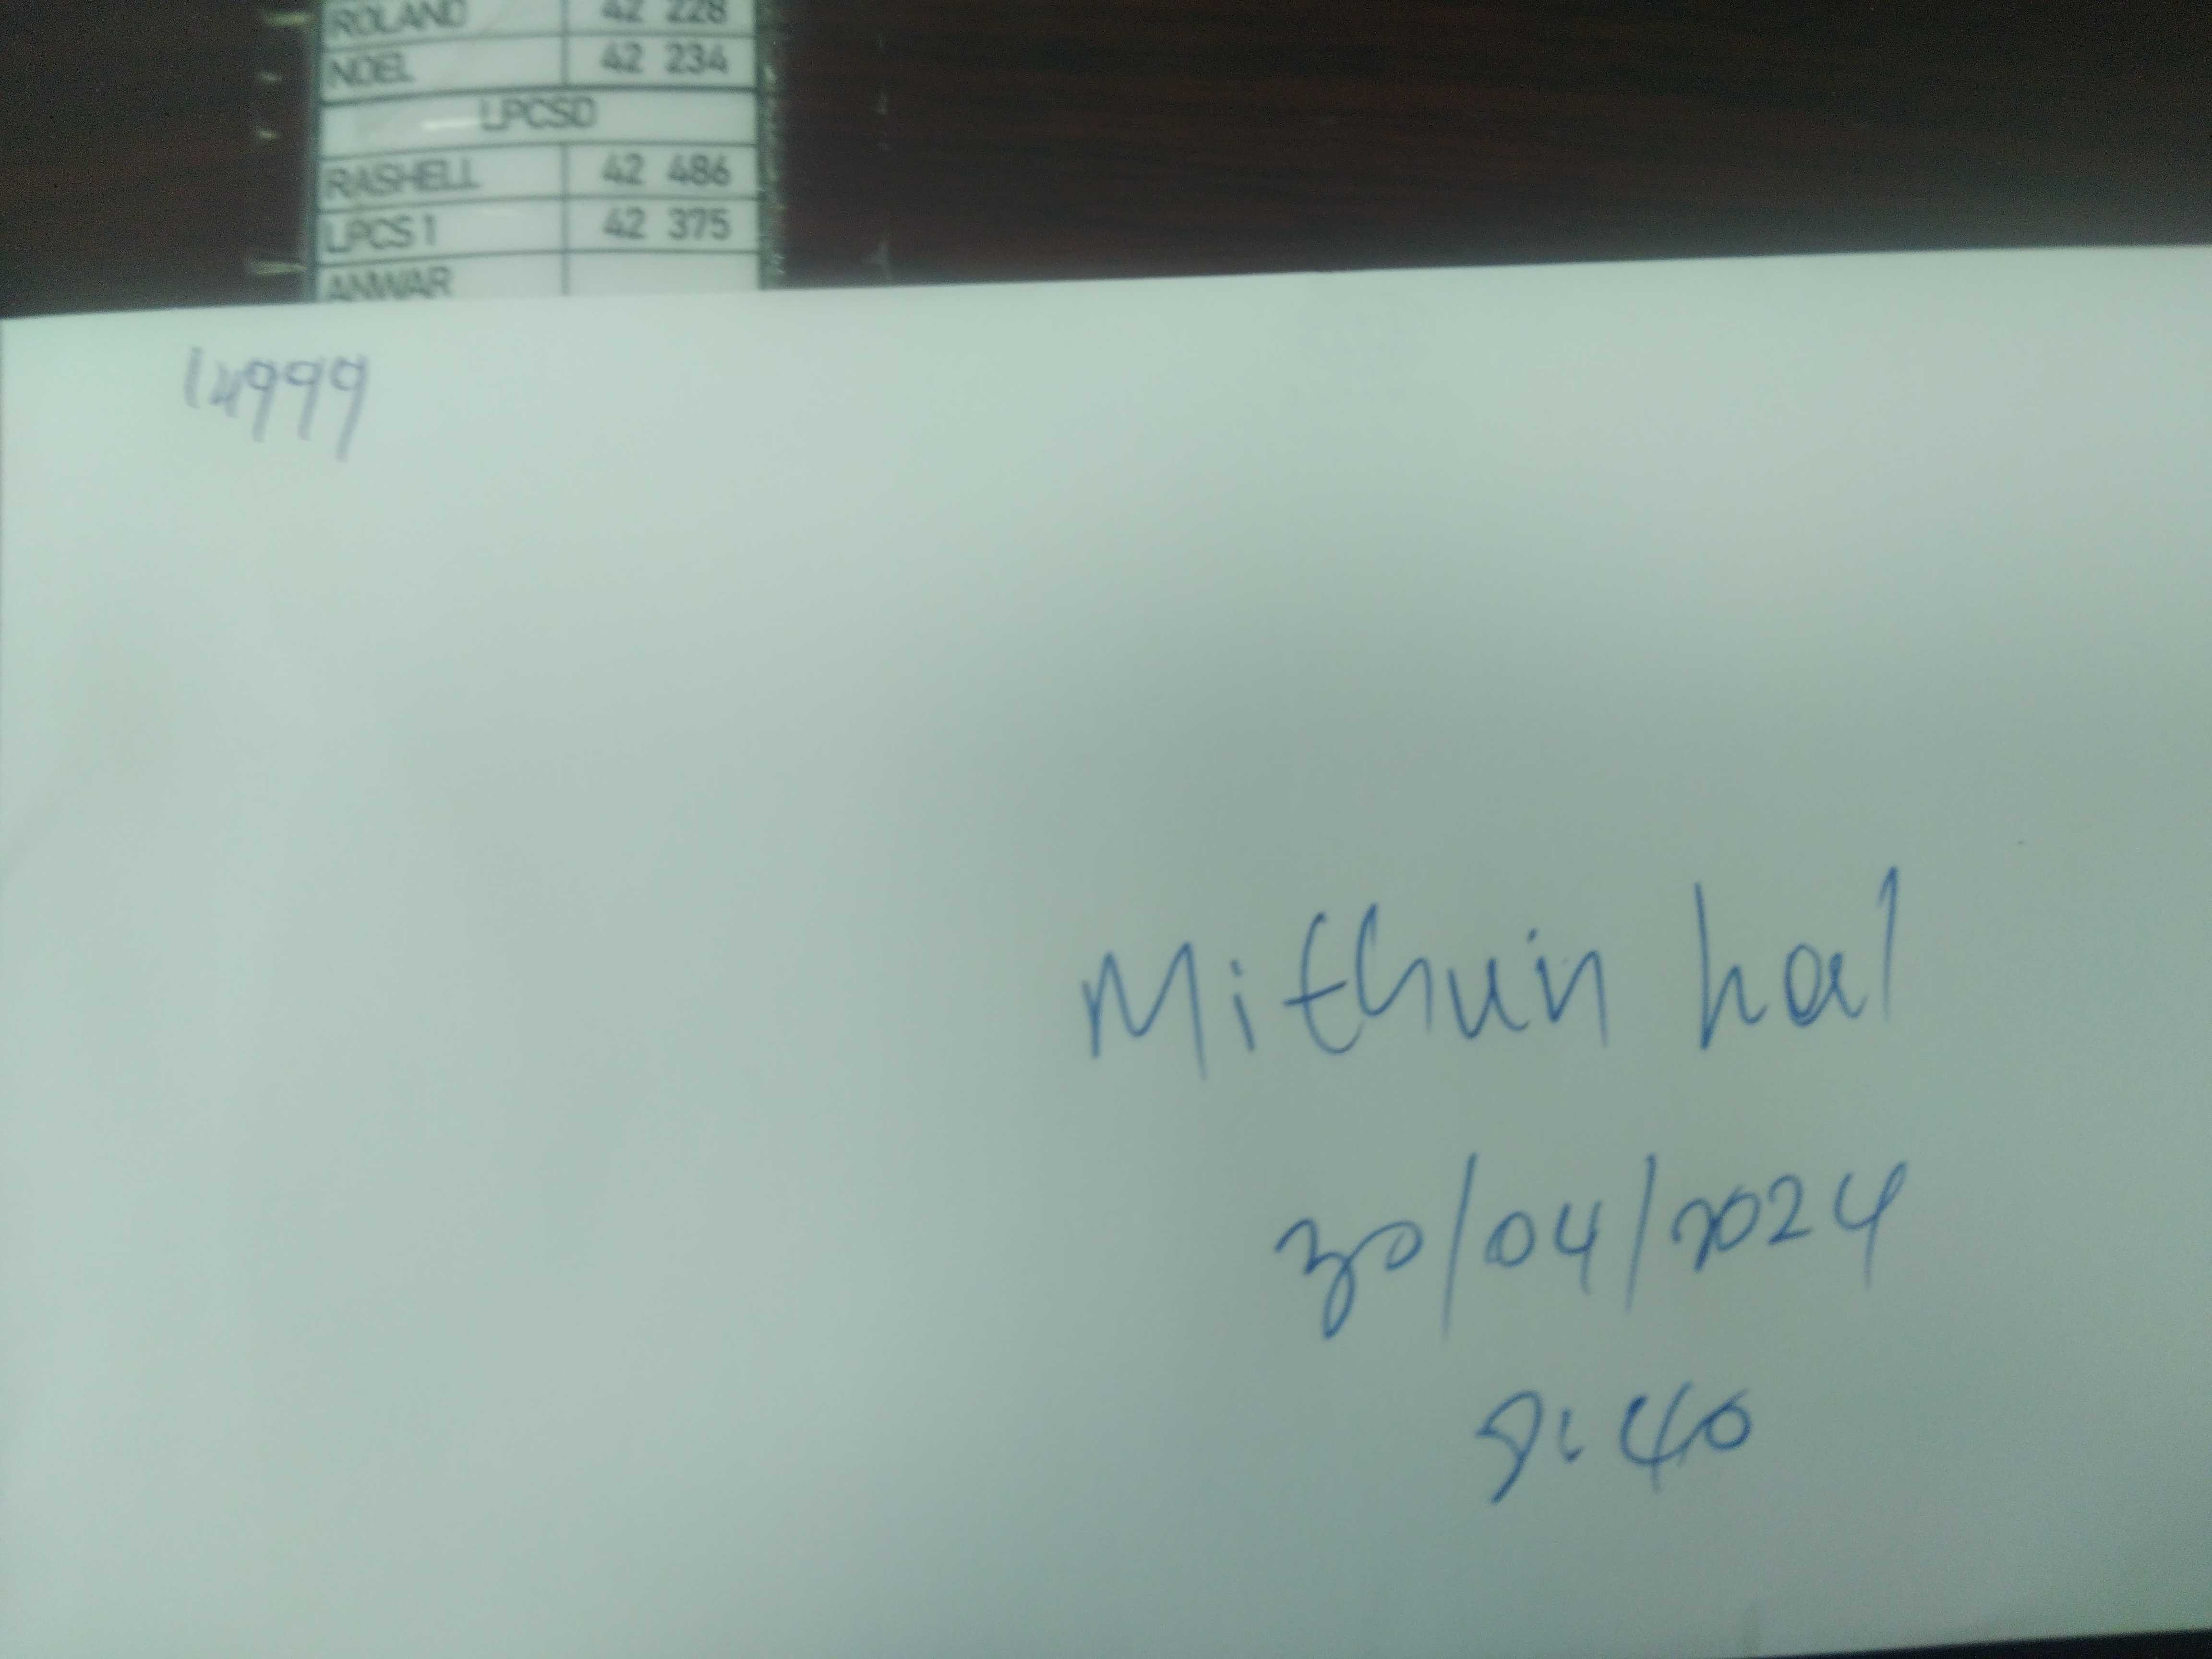 ROLAND 42 228
NOEL 42 234
LPCSD
RASHELL 42 486
LPCS 1 42 375
ANWAR
14999
Mithun hal
30/04/2024
9:40